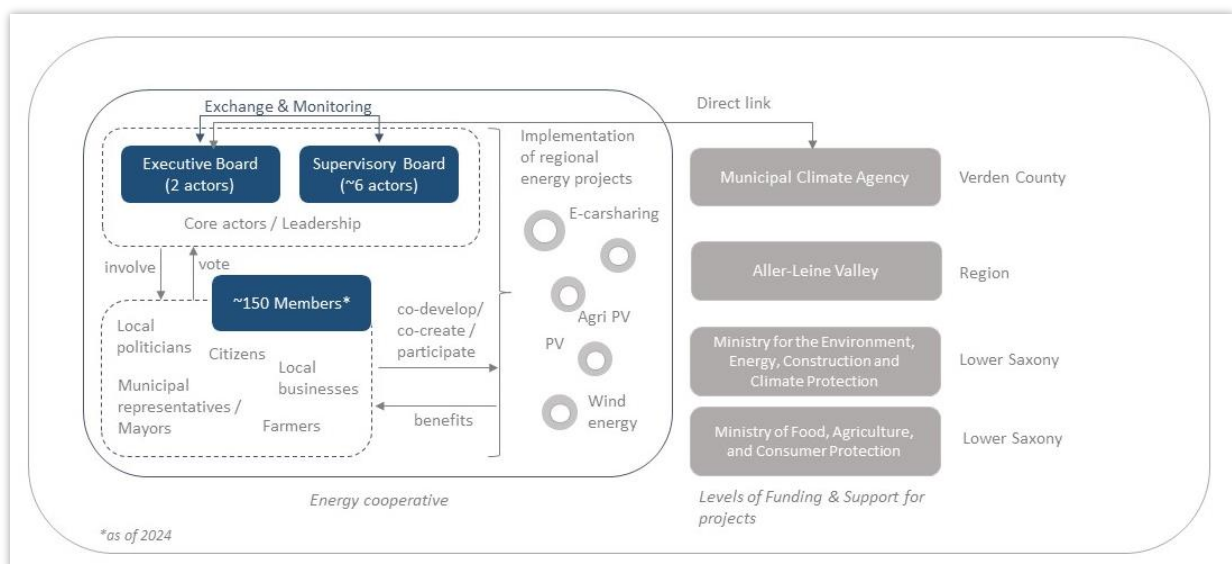 Exchange & Monitoring
Executive Board
(2 actors)
Supervisory Board
(~6 actors)
Core actors / Leadership
involve
vote
~150 Members*
Local
politicians
Citizens
Local
businesses
Municipal
representatives /
Mayors
Farmers
co-develop/
co-create /
participate
benefits
Implementation
of regional
energy projects
E-carsharing
Agri PV
PV
Wind
energy
Energy cooperative
*as of 2024
Direct link
Municipal Climate Agency
Verden County
Aller-Leine Valley
Region
Ministry for the Environment,
Energy, Construction and
Climate Protection
Lower Saxony
Ministry of Food, Agriculture,
and Consumer Protection
Lower Saxony
Levels of Funding & Support for
projects